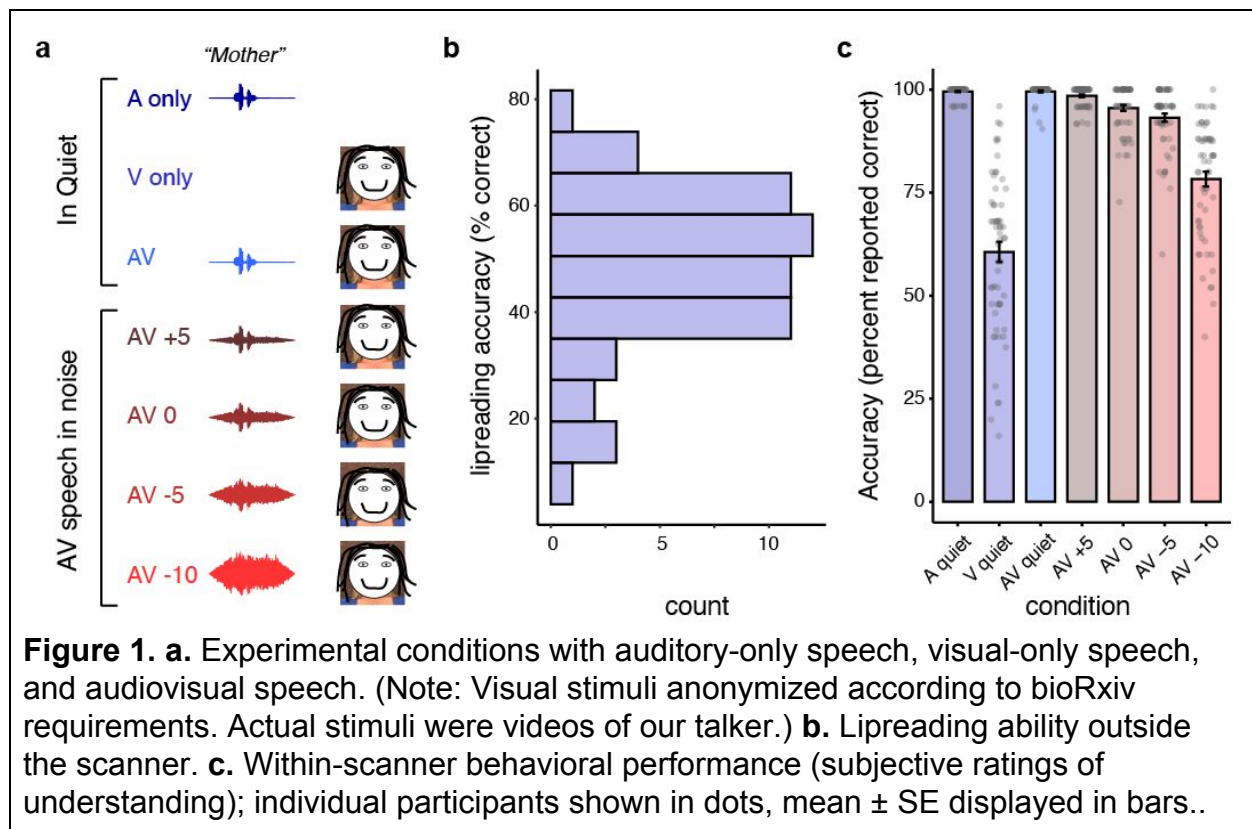 a
"Mother"
In Quiet
A only
V only
AV
AV speech in noise
AV +5
AV 0
AV -5
AV -10
b
lipreading accuracy (% correct)
80
60
40
20
0
5
10
count
c
Accuracy (percent reported correct)
100
75
50
25
0
A quiet
V quiet
AV quiet
AV +5
AV 0
AV −5
AV −10
condition
Figure 1. a. Experimental conditions with auditory-only speech, visual-only speech,
and audiovisual speech. (Note: Visual stimuli anonymized according to bioRxiv
requirements. Actual stimuli were videos of our talker.) b. Lipreading ability outside
the scanner. c. Within-scanner behavioral performance (subjective ratings of
understanding); individual participants shown in dots, mean ± SE displayed in bars..